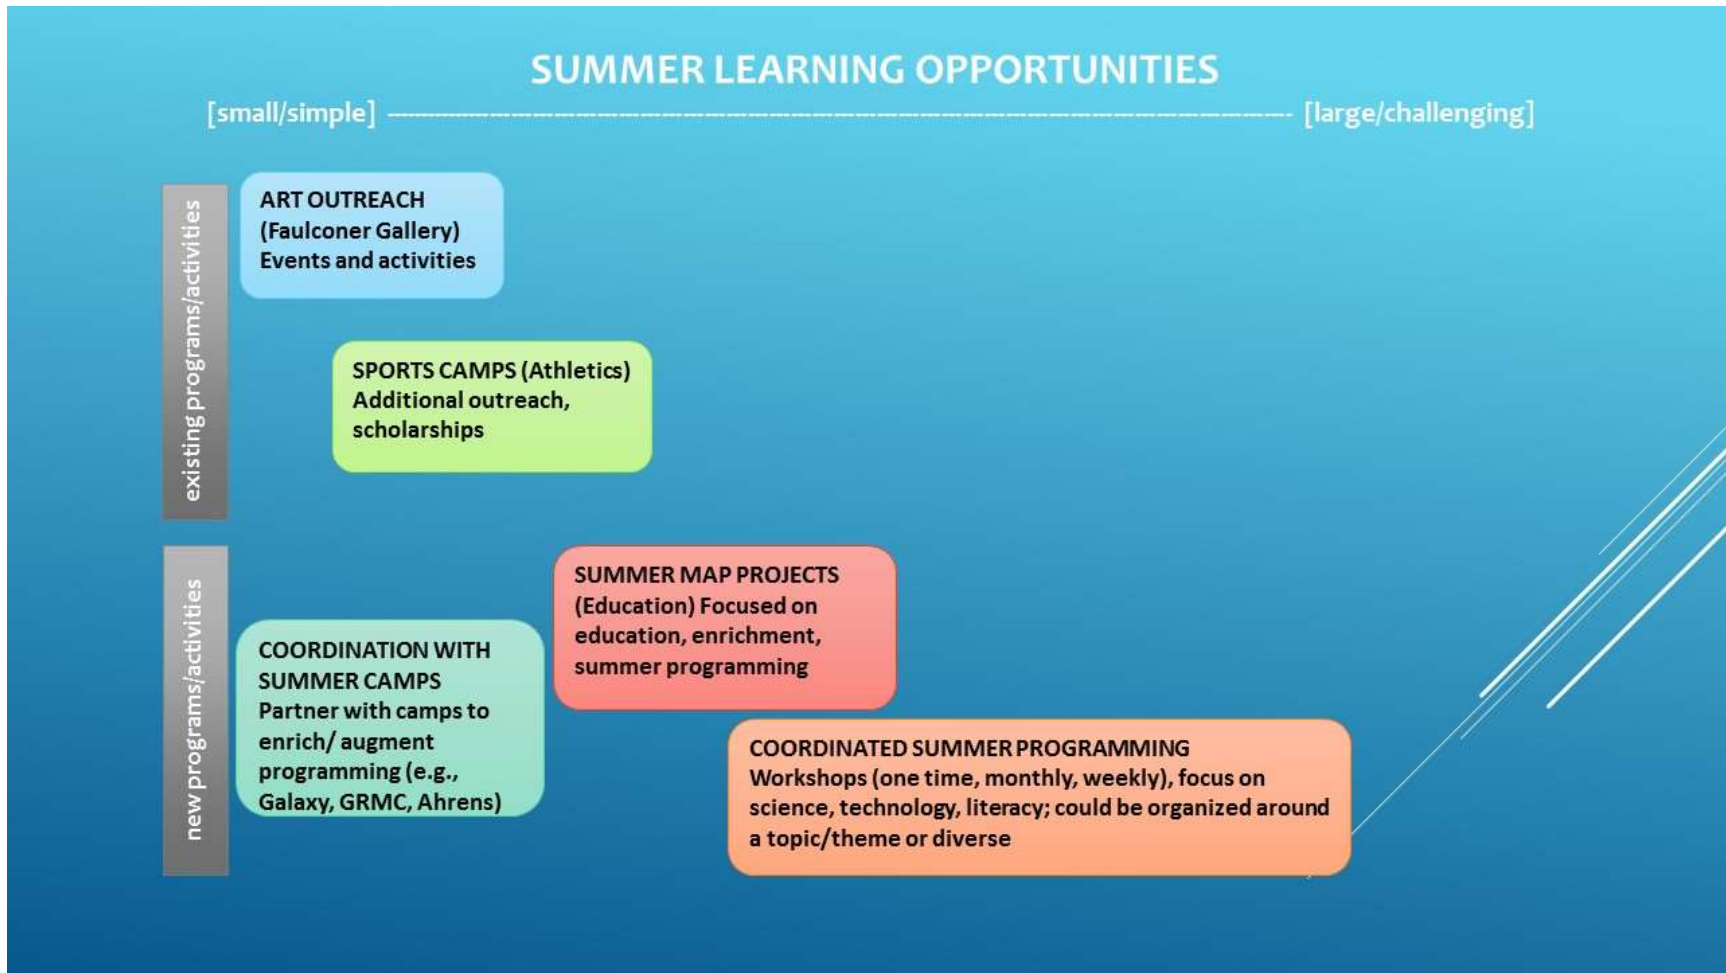 SUMMER LEARNING OPPORTUNITIES
[small/simple] ---------------------------------------------------------------- [large/challenging]
existing programs/activities
ART OUTREACH
(Faulconer Gallery)
Events and activities
SPORTS CAMPS (Athletics)
Additional outreach,
scholarships
new programs/activities
COORDINATION WITH
SUMMER CAMPS
Partner with camps to
enrich/ augment
programming (e.g.,
Galaxy, GRMC, Ahrens)
SUMMER MAP PROJECTS
(Education) Focused on
education, enrichment,
summer programming
COORDINATED SUMMER PROGRAMMING
Workshops (one time, monthly, weekly), focus on
science, technology, literacy; could be organized around
a topic/theme or diverse